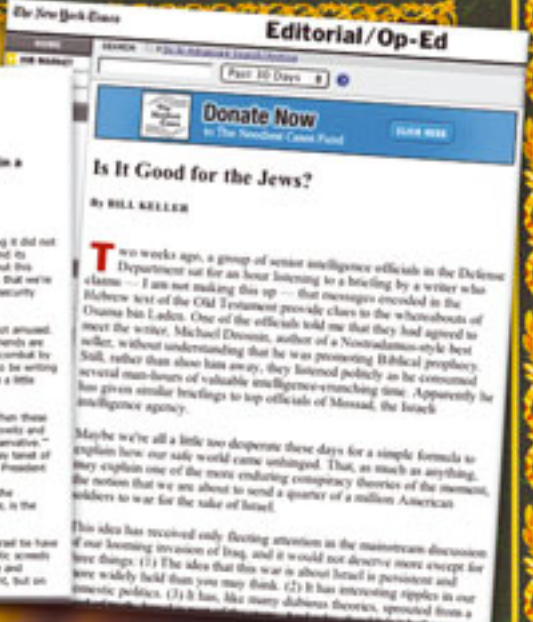 The New York Times
Editorial/Op-Ed
HOME
JOB MARKET
SEARCH
Go to Advanced Search/Archive
Past 30 Days
Donate Now
to The Neediest Cases Fund
CLICK HERE
Is It Good for the Jews?
By BILL KELLER
Two weeks ago, a group of senior intelligence officials in the Defense
Department sat for an hour listening to a briefing by a writer who
claims — I am not making this up — that messages encoded in the
Hebrew text of the Old Testament provide clues to the whereabouts of
Osama bin Laden. One of the officials told me that they had agreed to
meet the writer, Michael Drosnin, author of a Nostradamus-style best
seller, without understanding that he was promoting Biblical prophecy.
Still, rather than shoo him away, they listened politely as he consumed
several man-hours of valuable intelligence-crunching time. Apparently he
has given similar briefings to top officials of Mossad, the Israeli
intelligence agency.
Maybe we're all a little too desperate these days for a simple formula to
explain how our safe world came unhinged. That, as much as anything,
may explain one of the more enduring conspiracy theories of the moment,
the notion that we are about to send a quarter of a million American
soldiers to war for the sake of Israel.
This idea has received only fleeting attention in the mainstream discussion
of our looming invasion of Iraq, and it would not deserve more except for
three things: (1) The idea that this war is about Israel is persistent and
more widely held than you may think. (2) It has interesting ripples in our
domestic politics. (3) It has, like many dubious theories, sprouted from a